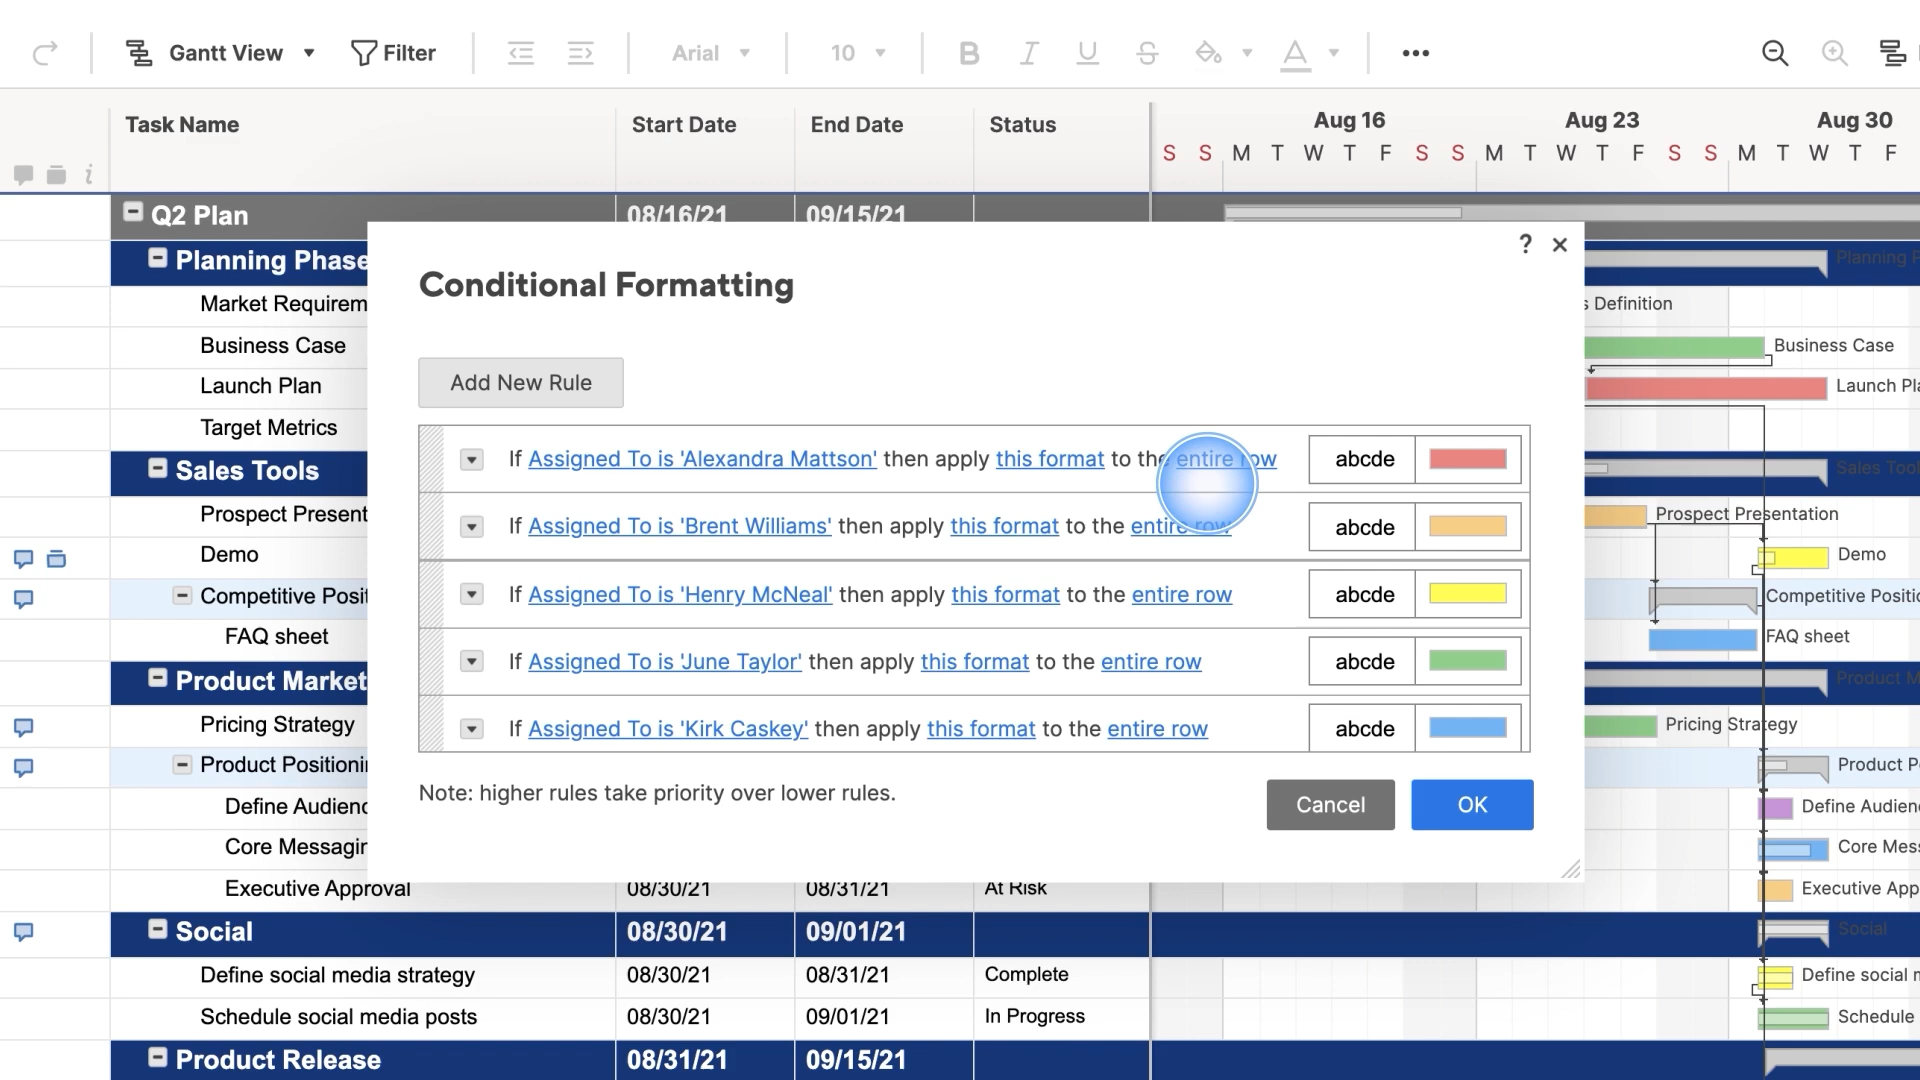 Gantt View Filter Arial 10 B I U S A
Task Name Start Date End Date Status Aug 16 Aug 23 Aug 30
S S M T W T F S S M T W T F S S M T W T F
i
Q2 Plan 08/16/21 09/15/21
Planning Phase
Market Requirem s Definition
Business Case Business Case
Launch Plan Launch Pla
Target Metrics
Sales Tools Sales Tool
Prospect Present Prospect Presentation
Demo Demo
Competitive Posit Competitive Positio
FAQ sheet FAQ sheet
Product Market Product M
Pricing Strategy Pricing Strategy
Product Positioni Product P
Define Audienc Define Audien
Core Messagin Core Mess
Executive Approval 08/30/21 08/31/21 At Risk Executive App
Social 08/30/21 09/01/21 Social
Define social media strategy 08/30/21 08/31/21 Complete Define social m
Schedule social media posts 08/30/21 09/01/21 In Progress Schedule
Product Release 08/31/21 09/15/21
? 
Conditional Formatting
Add New Rule
If Assigned To is 'Alexandra Mattson' then apply this format to the entire row abcde
If Assigned To is 'Brent Williams' then apply this format to the entire row abcde
If Assigned To is 'Henry McNeal' then apply this format to the entire row abcde
If Assigned To is 'June Taylor' then apply this format to the entire row abcde
If Assigned To is 'Kirk Caskey' then apply this format to the entire row abcde
Note: higher rules take priority over lower rules.
Cancel OK